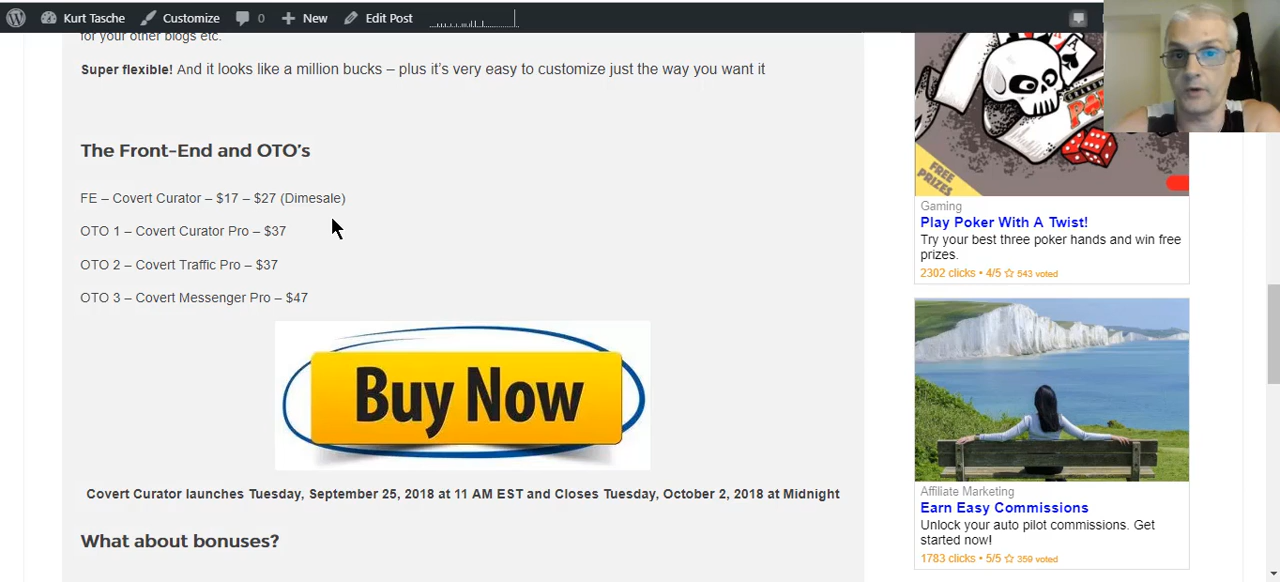 Kurt Tasche Customize 0 New Edit Post
for your other blogs etc.
Super flexible! And it looks like a million bucks – plus it's very easy to customize just the way you want it
The Front-End and OTO's
FE – Covert Curator – $17 – $27 (Dimesale)
OTO 1 – Covert Curator Pro – $37
OTO 2 – Covert Traffic Pro – $37
OTO 3 – Covert Messenger Pro – $47
Buy Now
Covert Curator launches Tuesday, September 25, 2018 at 11 AM EST and Closes Tuesday, October 2, 2018 at Midnight
What about bonuses?
FREE
PRIZES
Gaming
Play Poker With A Twist!
Try your best three poker hands and win free
prizes.
2302 clicks • 4/5 ☆ 543 voted
Affiliate Marketing
Earn Easy Commissions
Unlock your auto pilot commissions. Get
started now!
1783 clicks • 5/5 ☆ 359 voted